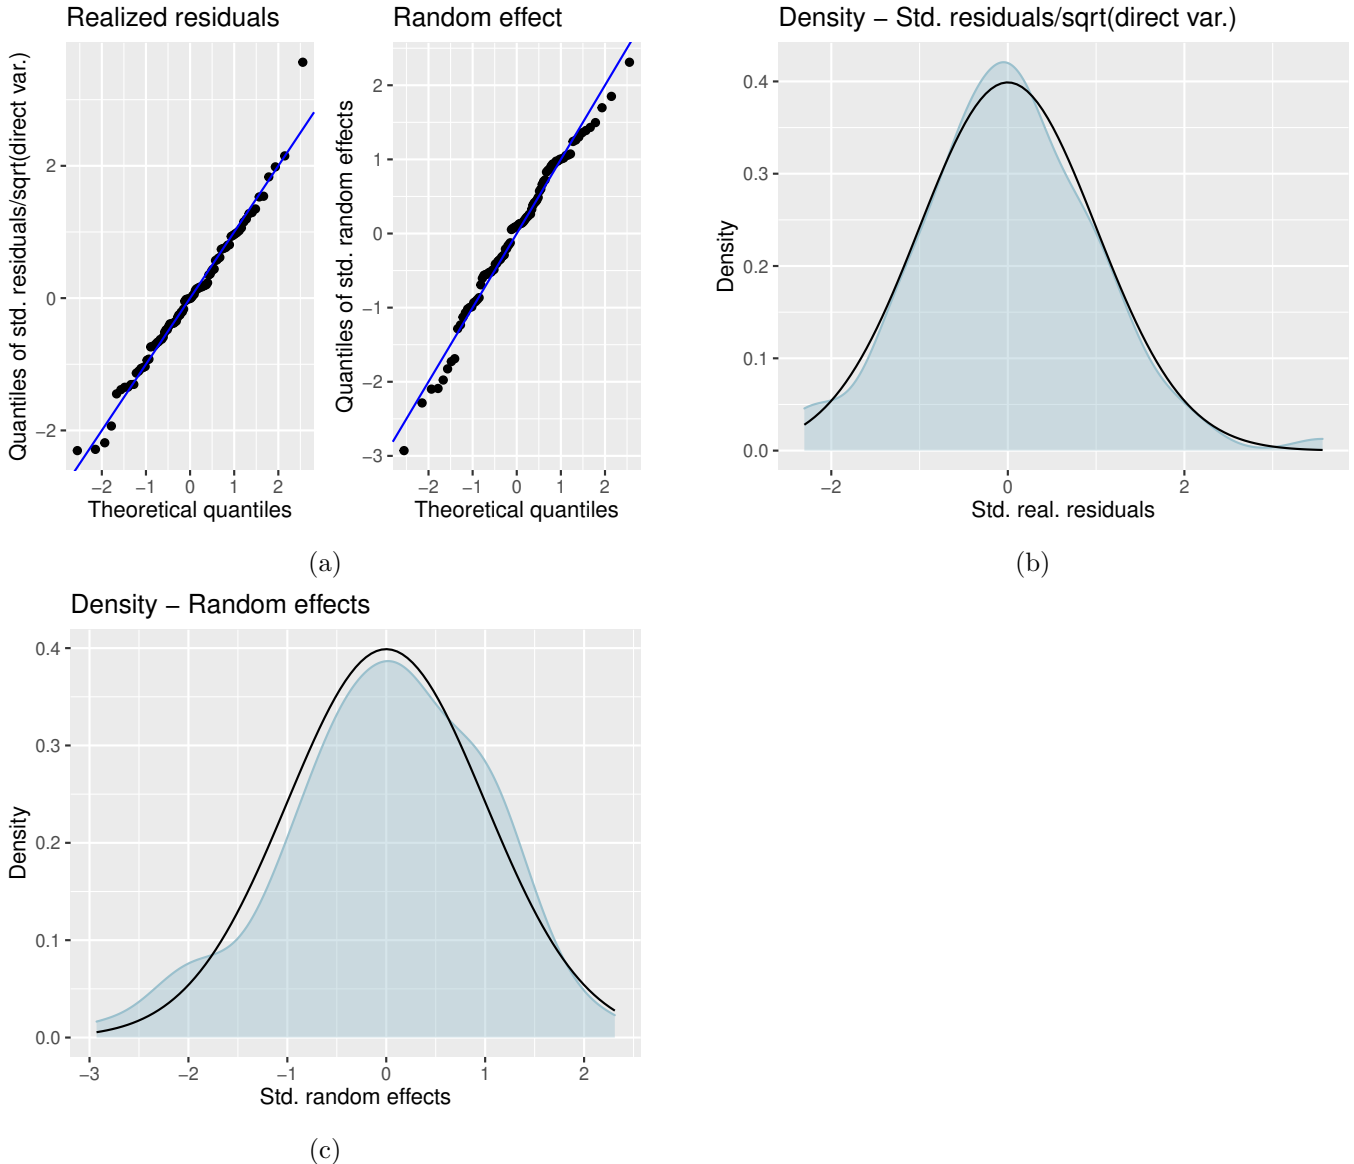 Realized residuals
Quantiles of std. residuals/sqrt(direct var.)
2
0
−2
−2 −1 0 1 2
Theoretical quantiles
Random effect
Quantiles of std. random effects
2
1
0
−1
−2
−3
−2 −1 0 1 2
Theoretical quantiles
(a)
Density − Std. residuals/sqrt(direct var.)
Density
0.4
0.3
0.2
0.1
0.0
−2 0 2
Std. real. residuals
(b)
Density − Random effects
Density
0.4
0.3
0.2
0.1
0.0
−3 −2 −1 0 1 2
Std. random effects
(c)